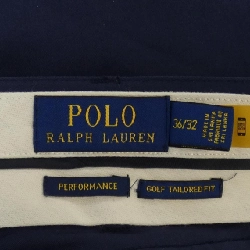 POLO
RALPH LAUREN
36/32
PERFORMANCE
GOLF TAILORED FIT